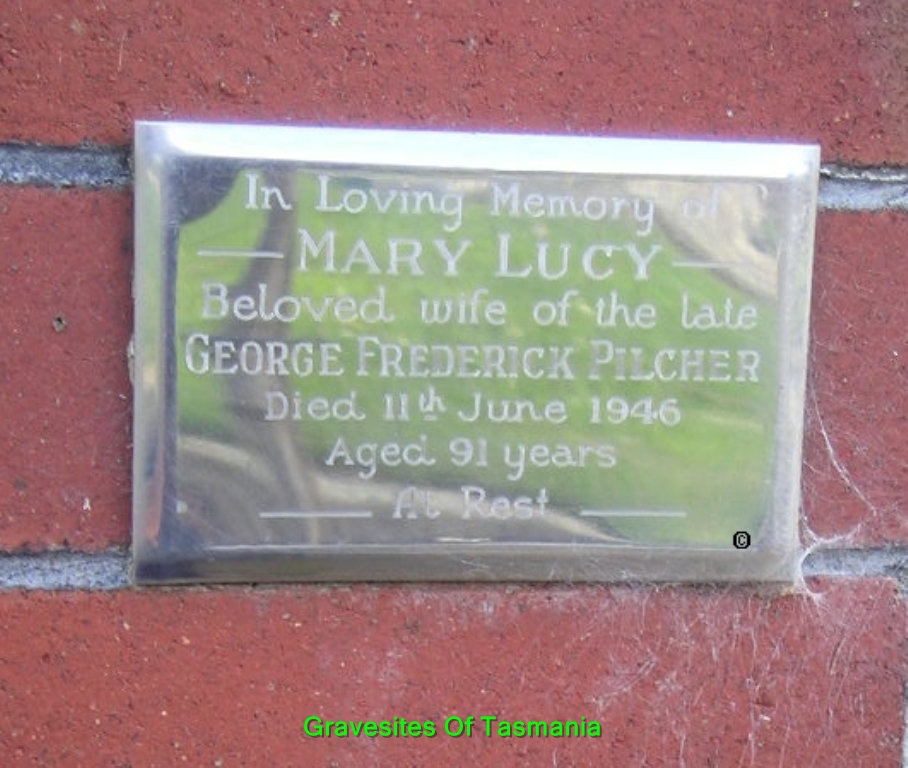 In Loving Memory of
MARY LUCY
Beloved wife of the late
GEORGE FREDERICK PILCHER
Died 11th June 1946
Aged 91 years
At Rest
©
Gravesites Of Tasmania